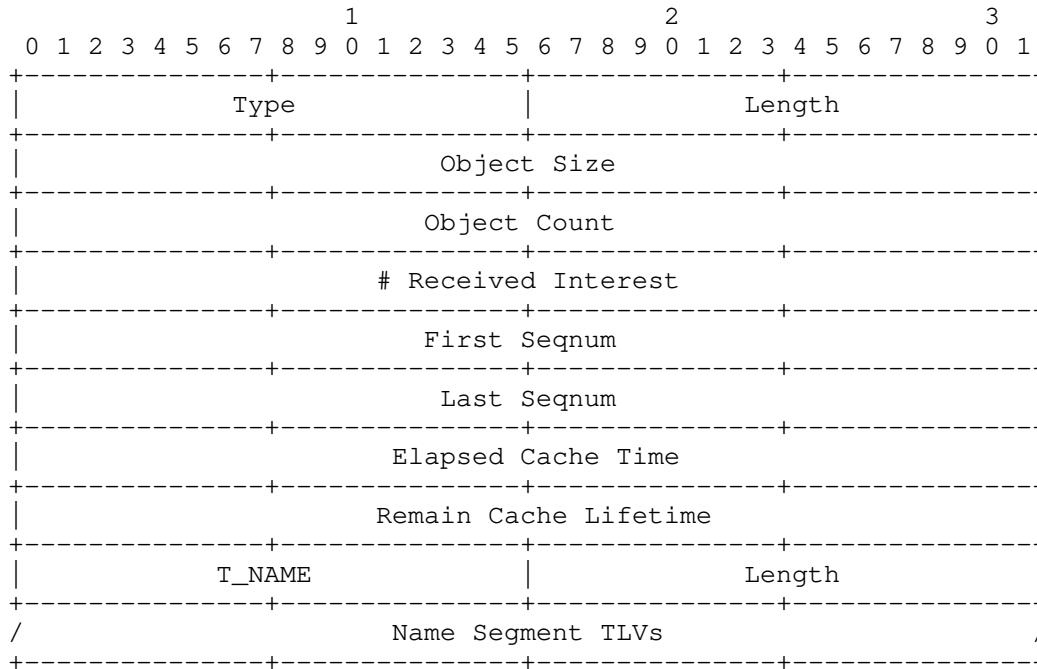 1 2 3
0 1 2 3 4 5 6 7 8 9 0 1 2 3 4 5 6 7 8 9 0 1 2 3 4 5 6 7 8 9 0 1
+---------------+---------------+---------------+---------------
| Type | Length
+---------------+---------------+---------------+---------------
| Object Size
+---------------+---------------+---------------+---------------
| Object Count
+---------------+---------------+---------------+---------------
| # Received Interest
+---------------+---------------+---------------+---------------
| First Seqnum
+---------------+---------------+---------------+---------------
| Last Seqnum
+---------------+---------------+---------------+---------------
| Elapsed Cache Time
+---------------+---------------+---------------+---------------
| Remain Cache Lifetime
+---------------+---------------+---------------+---------------
| T_NAME | Length
+---------------+---------------+---------------+---------------
/ Name Segment TLVs /
+---------------+---------------+---------------+---------------